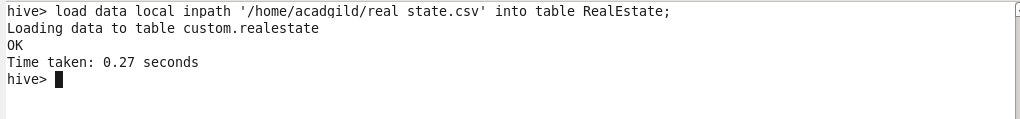 hive> load data local inpath '/home/acadgild/real state.csv' into table RealEstate;
Loading data to table custom.realestate
OK
Time taken: 0.27 seconds
hive>